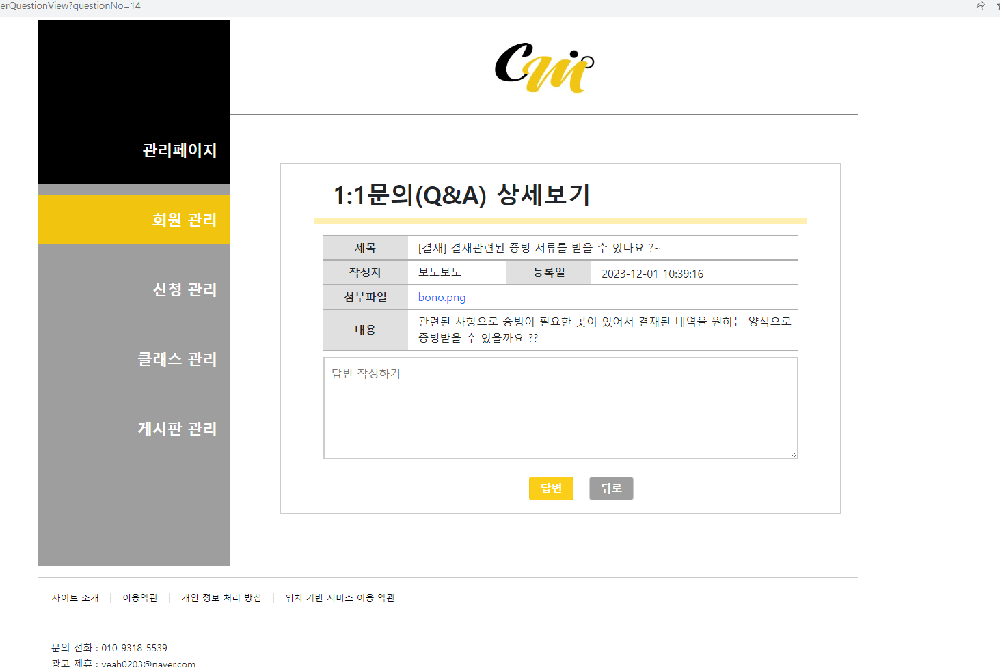 erQuestionView?questionNo=14
Cm
관리페이지
회원 관리
신청 관리
클래스 관리
게시판 관리
1:1문의(Q&A) 상세보기
제목 [결재] 결재관련된 증빙 서류를 받을 수 있나요 ?~
작성자 보노보노 등록일 2023-12-01 10:39:16
첨부파일 bono.png
내용 관련된 사항으로 증빙이 필요한 곳이 있어서 결재된 내역을 원하는 양식으로
증빙받을 수 있을까요 ??
답변 작성하기
답변 뒤로
사이트 소개 | 이용약관 | 개인 정보 처리 방침 | 위치 기반 서비스 이용 약관
문의 전화 : 010-9318-5539
광고 제휴 : yeah0203@naver.com